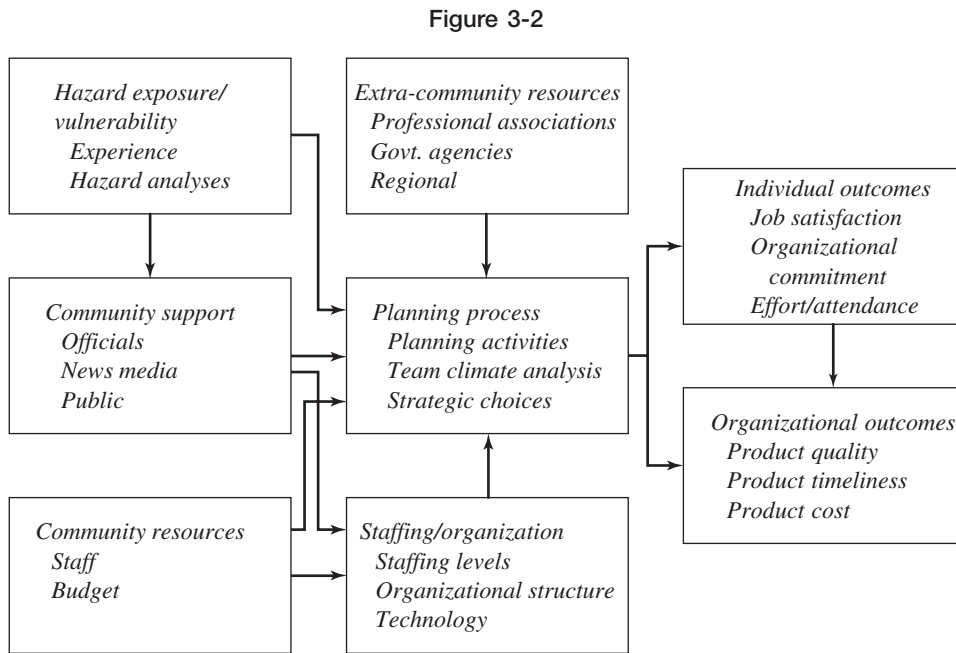 Figure 3-2
Hazard exposure/
vulnerability
Experience
Hazard analyses
Extra-community resources
Professional associations
Govt. agencies
Regional
Individual outcomes
Job satisfaction
Organizational
commitment
Effort/attendance
Community support
Officials
News media
Public
Planning process
Planning activities
Team climate analysis
Strategic choices
Organizational outcomes
Product quality
Product timeliness
Product cost
Community resources
Staff
Budget
Staffing/organization
Staffing levels
Organizational structure
Technology